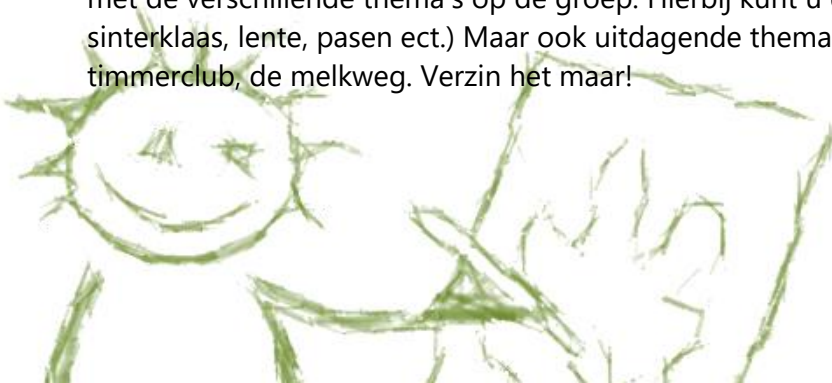 met de verschillende thema's op de groep. Hierbij kunt u
sinterklaas, lente, pasen ect.) Maar ook uitdagende thema
timmerclub, de melkweg. Verzin het maar!